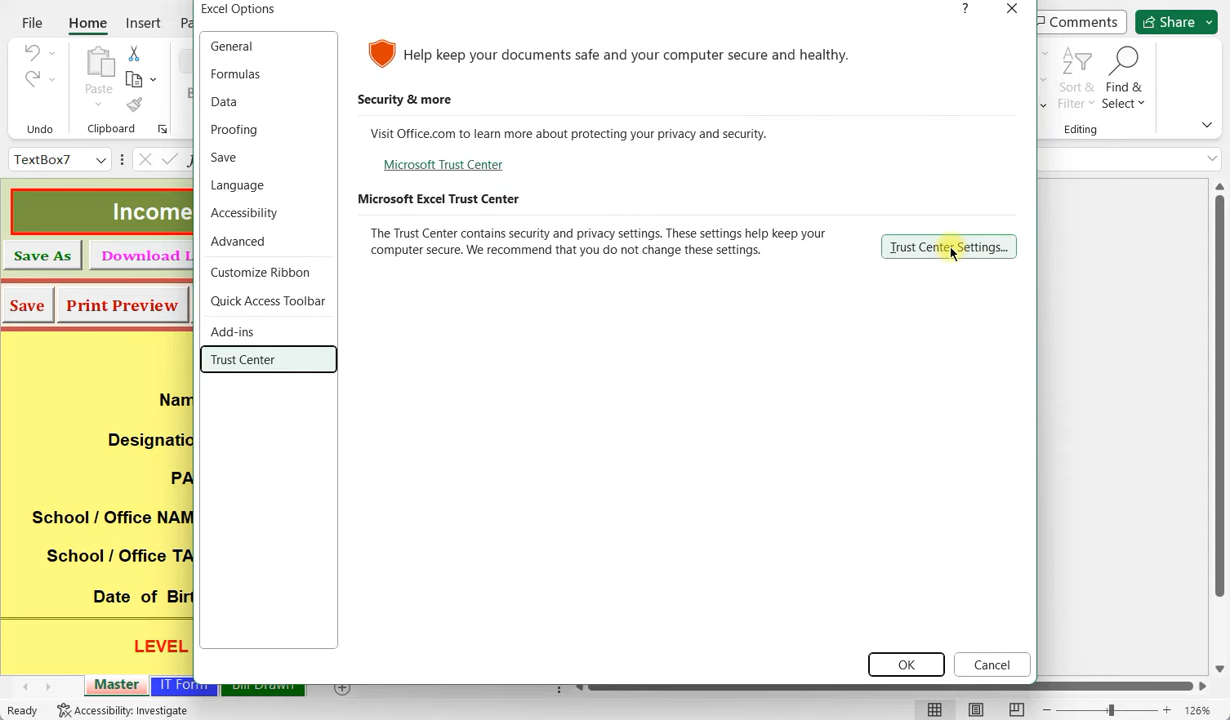 Excel Options
?
File
Home
Insert
Pa
Comments
Share
Undo
Paste
Clipboard
Sort &
Filter
Find &
Select
Editing
TextBox7
General
Formulas
Data
Proofing
Save
Language
Accessibility
Advanced
Customize Ribbon
Quick Access Toolbar
Add-ins
Trust Center
Help keep your documents safe and your computer secure and healthy.
Security & more
Visit Office.com to learn more about protecting your privacy and security.
Microsoft Trust Center
Microsoft Excel Trust Center
The Trust Center contains security and privacy settings. These settings help keep your
computer secure. We recommend that you do not change these settings.
Trust Center Settings...
OK
Cancel
Income
Save As
Download L
Save
Print Preview
Nam
Designatio
PA
School / Office NAM
School / Office TA
Date of Birt
LEVEL
Master
IT Form
Bill Drawn
Ready
Accessibility: Investigate
126%